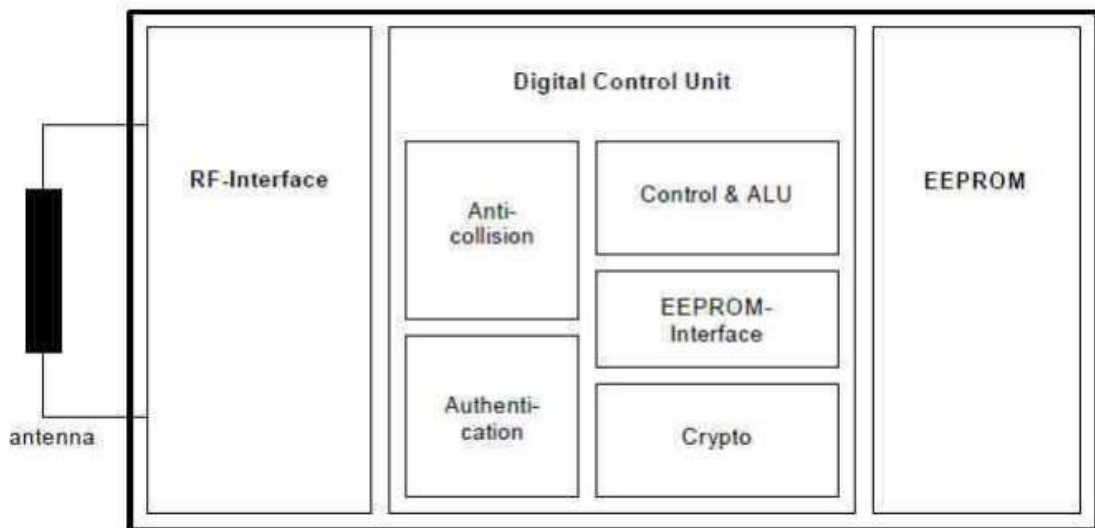 Digital Control Unit
RF-Interface
EEPROM
Anti-
collision
Control & ALU
EEPROM-
Interface
Authenti-
cation
Crypto
antenna